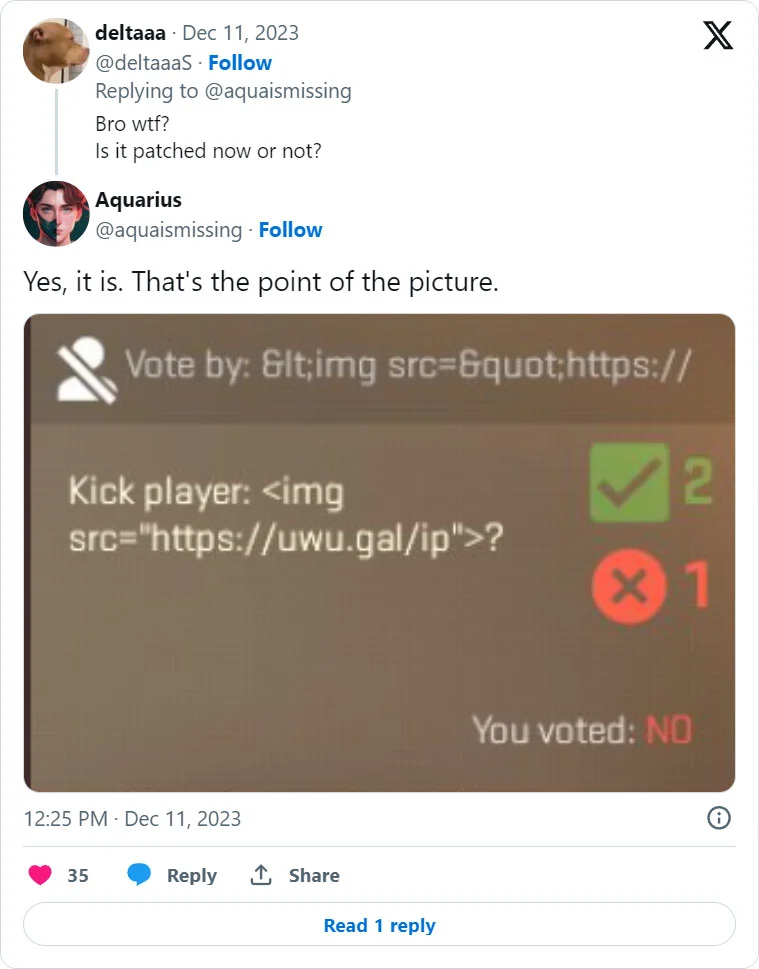 deltaaa · Dec 11, 2023
@deltaaaS · Follow
Replying to @aquaismissing
Bro wtf?
Is it patched now or not?
Aquarius
@aquaismissing · Follow
Yes, it is. That's the point of the picture.
Vote by: &lt;img src=&quot;https://
Kick player: <img
src="https://uwu.gal/ip">?
2
1
You voted: NO
12:25 PM · Dec 11, 2023
35 Reply Share
Read 1 reply